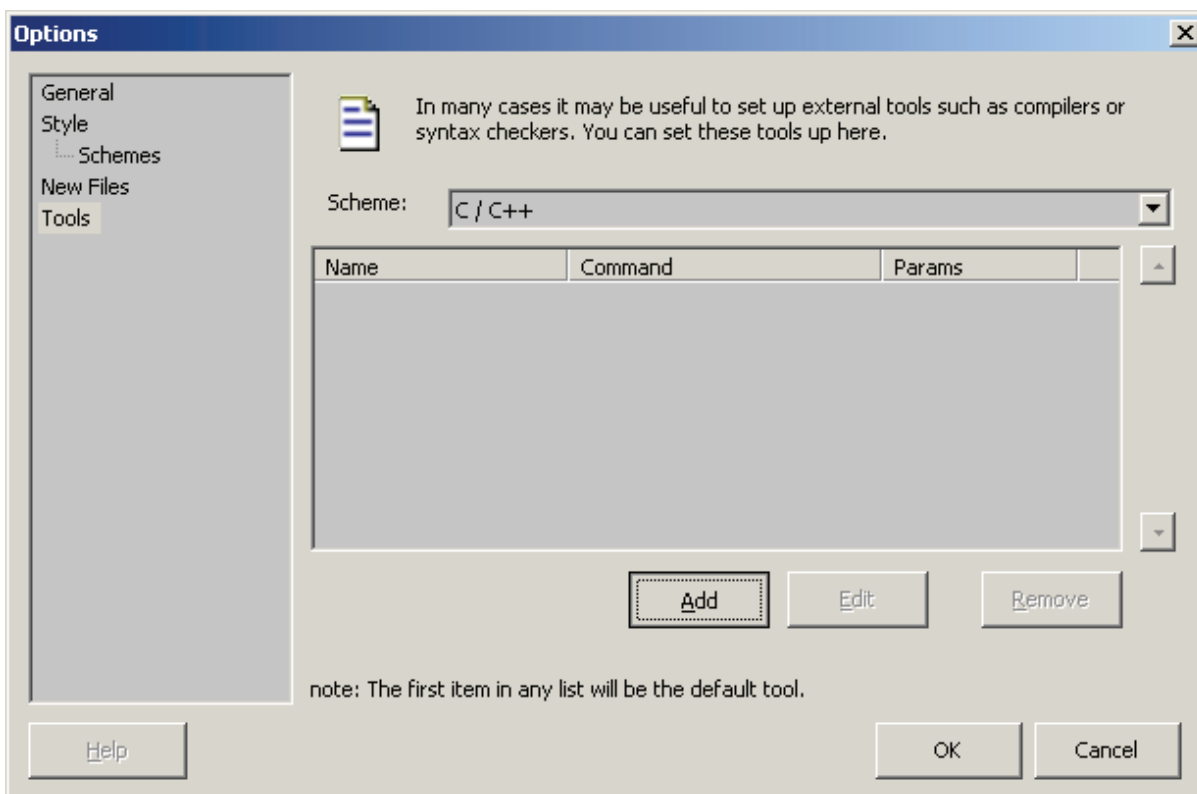 Options
General
Style
Schemes
New Files
Tools
In many cases it may be useful to set up external tools such as compilers or
syntax checkers. You can set these tools up here.
Scheme:
C / C++
Name Command Params
Add Edit Remove
note: The first item in any list will be the default tool.
Help OK Cancel